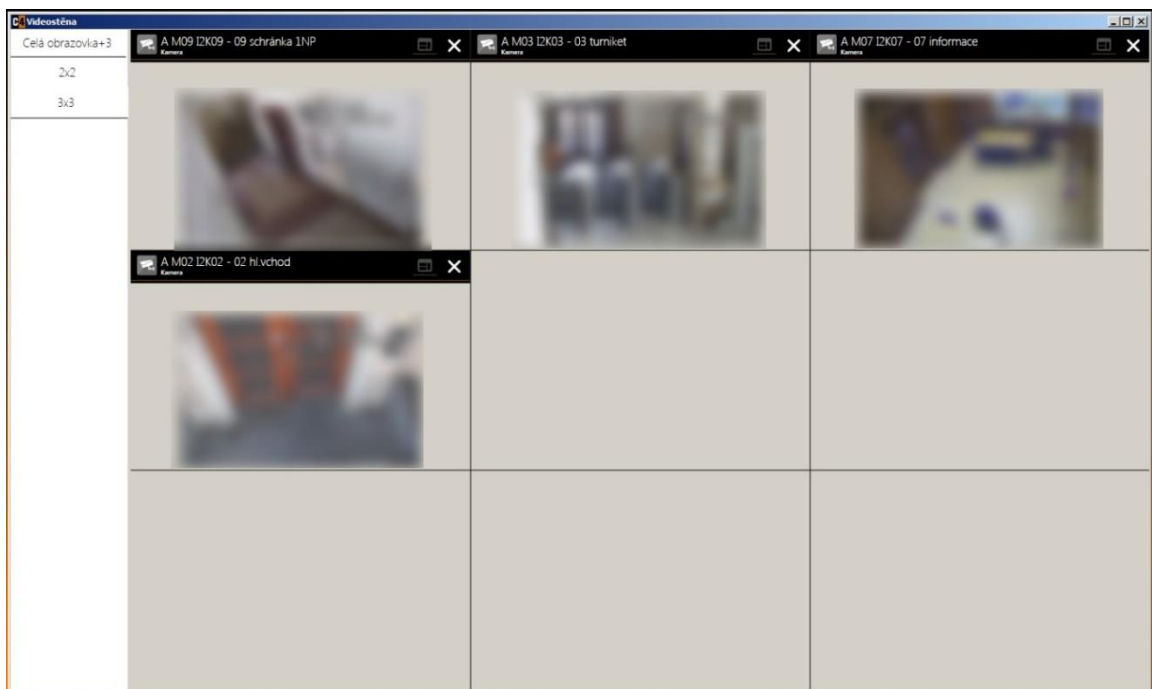 C4 Videostěna
Celá obrazovka+3
2x2
3x3
A M09 I2K09 - 09 schránka 1NP
Kamera
A M03 I2K03 - 03 turniket
Kamera
A M07 I2K07 - 07 informace
Kamera
A M02 I2K02 - 02 hl.vchod
Kamera